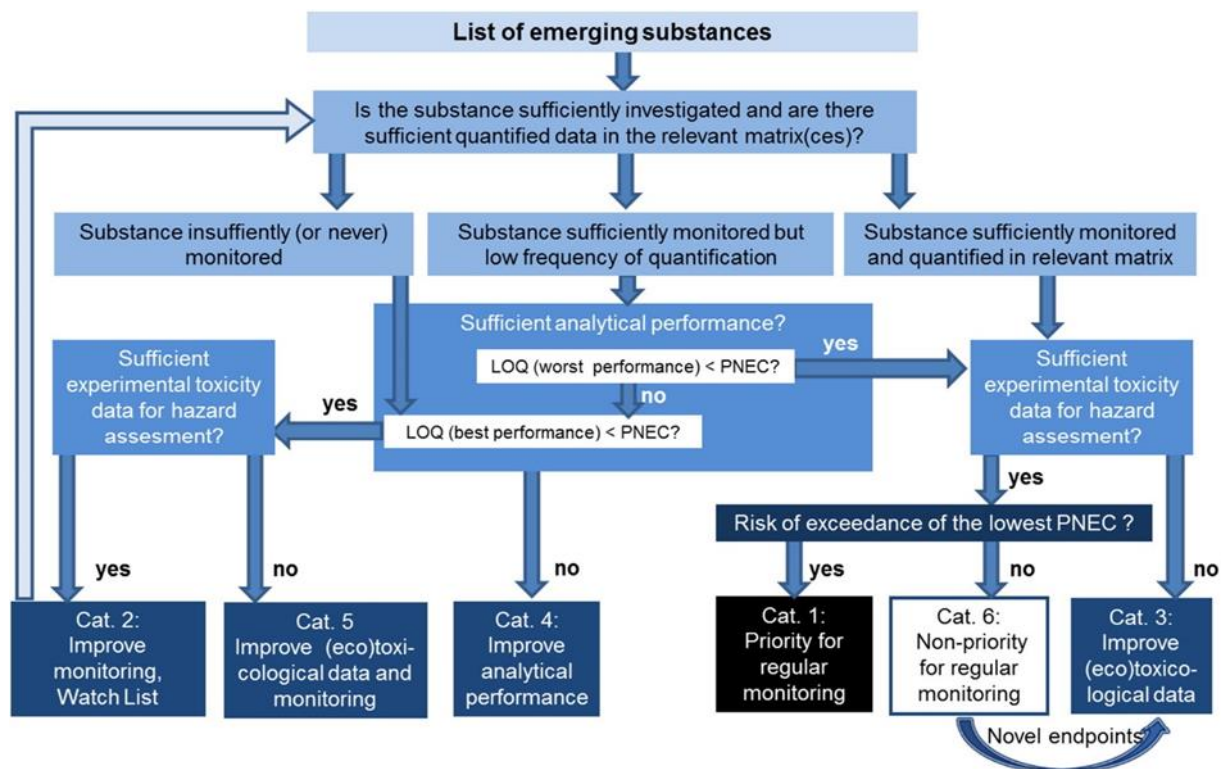 List of emerging substances
Is the substance sufficiently investigated and are there
sufficient quantified data in the relevant matrix(ces)?
Substance insuffiently (or never)
monitored
Substance sufficiently monitored but
low frequency of quantification
Substance sufficiently monitored
and quantified in relevant matrix
Sufficient analytical performance?
LOQ (worst performance) < PNEC?
yes
no
LOQ (best performance) < PNEC?
yes
Sufficient
experimental toxicity
data for hazard
assesment?
Sufficient
experimental toxicity
data for hazard
assesment?
yes
Risk of exceedance of the lowest PNEC ?
yes
no
no
yes
no
no
Cat. 2:
Improve
monitoring,
Watch List
Cat. 5
Improve (eco)toxi-
cological data and
monitoring
Cat. 4:
Improve
analytical
performance
Cat. 1:
Priority for
regular
monitoring
Cat. 6:
Non-priority
for regular
monitoring
Cat. 3:
Improve
(eco)toxico-
logical data
Novel endpoints